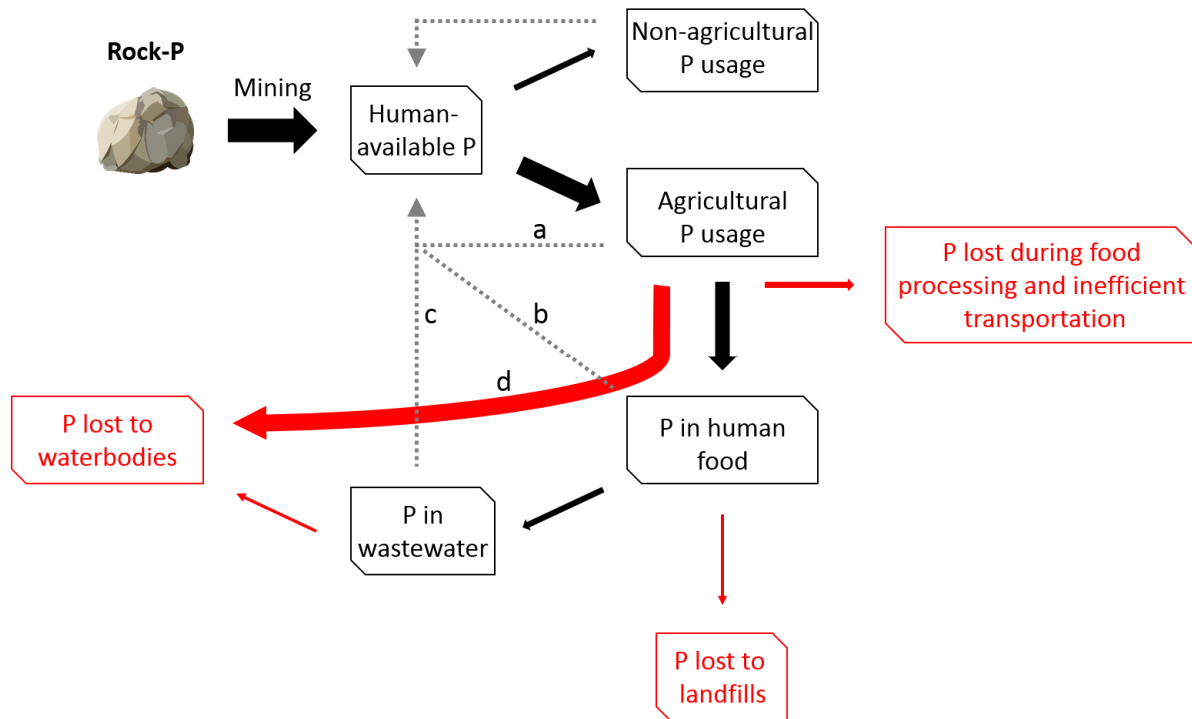 Rock-P
Mining
Human-
available P
Non-agricultural
P usage
Agricultural
P usage
a
b
c
d
P lost during food
processing and inefficient
transportation
P lost to
waterbodies
P in human
food
P in
wastewater
P lost to
landfills